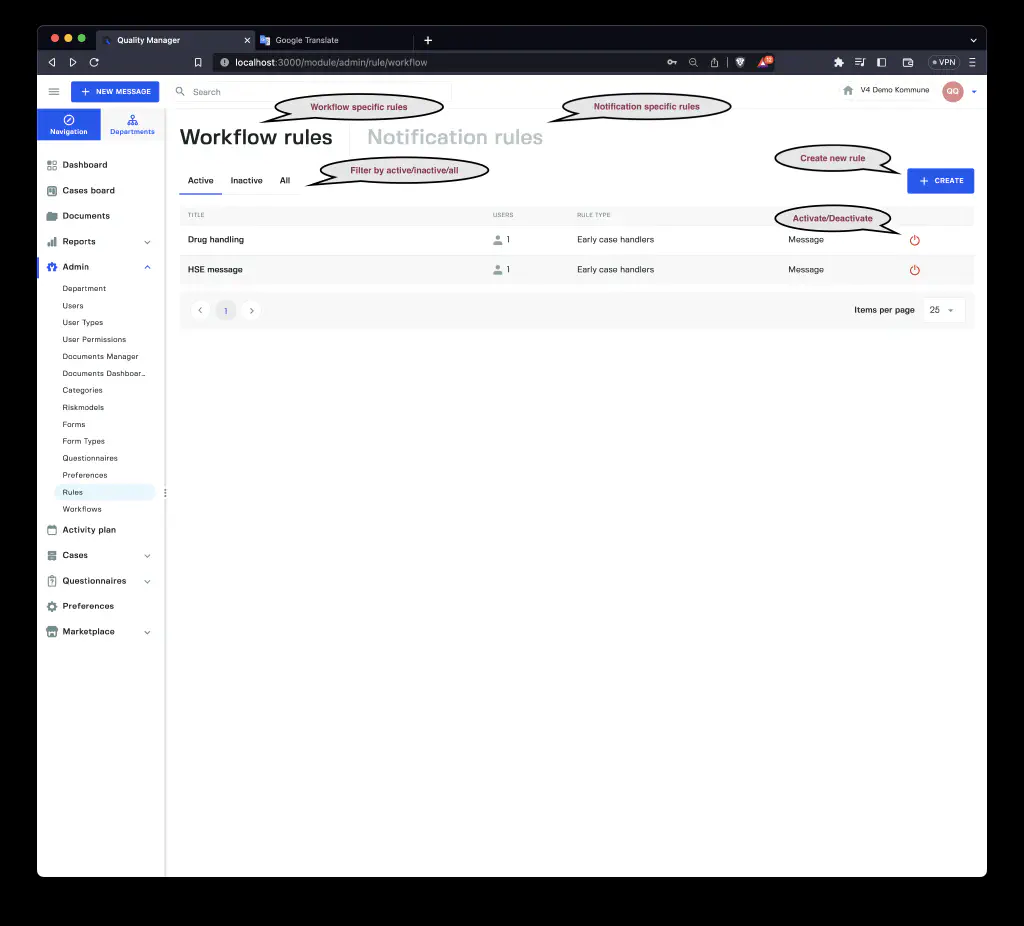 Quality Manager
Google Translate
localhost:3000/module/admin/rule/workflow
VPN
NEW MESSAGE
Search
V4 Demo Kommune
QQ
Navigation
Departments
Workflow specific rules
Notification specific rules
Workflow rules
Notification rules
Create new rule
Filter by active/inactive/all
Active
Inactive
All
CREATE
TITLE
USERS
RULE TYPE
Activate/Deactivate
Drug handling
1
Early case handlers
Message
HSE message
1
Early case handlers
Message
1
Items per page
25
Dashboard
Cases board
Documents
Reports
Admin
Department
Users
User Types
User Permissions
Documents Manager
Documents Dashboar...
Categories
Riskmodels
Forms
Form Types
Questionnaires
Preferences
Rules
Workflows
Activity plan
Cases
Questionnaires
Preferences
Marketplace